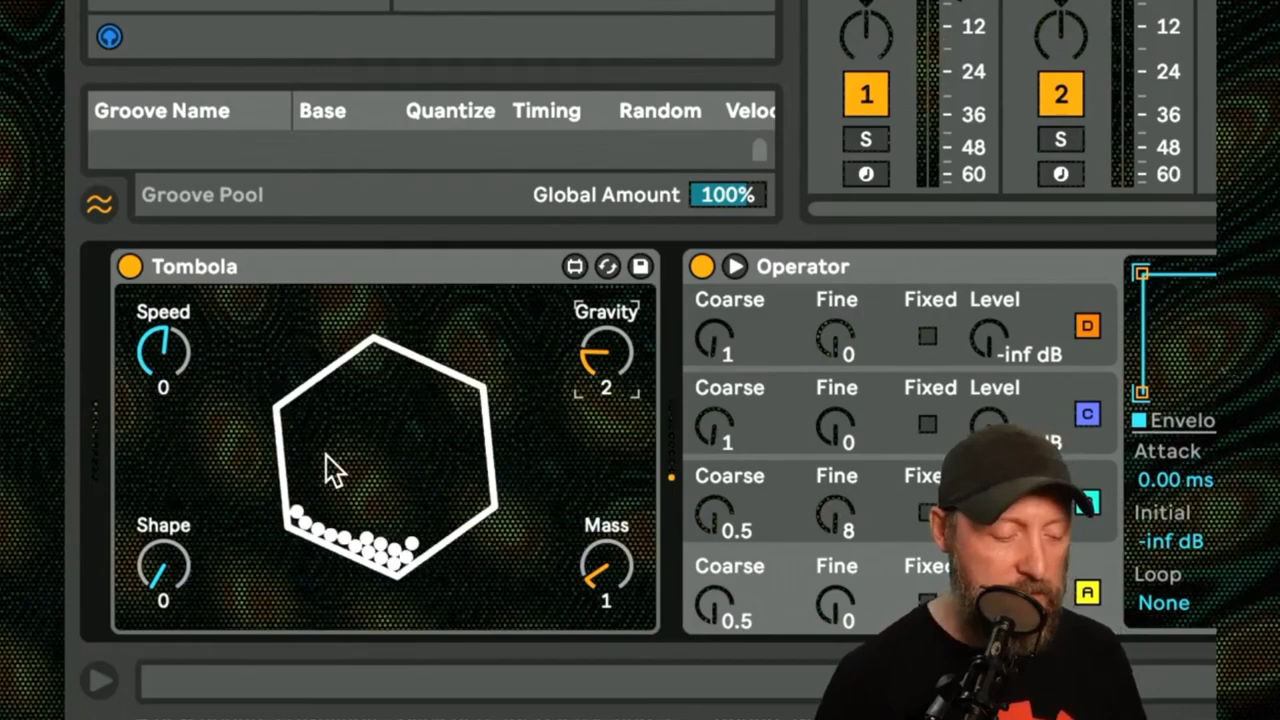 12
12
24
24
1
2
36
36
S
S
48
48
60
60
Groove Name
Base
Quantize
Timing
Random
Groove Pool
Global Amount
100%
Tombola
Speed
0
Gravity
2
Shape
0
Mass
1
Operator
Coarse
Fine
Fixed
Level
1
0
-inf dB
D
Coarse
Fine
Fixed
Level
1
0
C
Coarse
Fine
0.5
8
Coarse
Fine
0.5
0
A
Envelo
Attack
0.00 ms
Initial
-inf dB
Loop
None